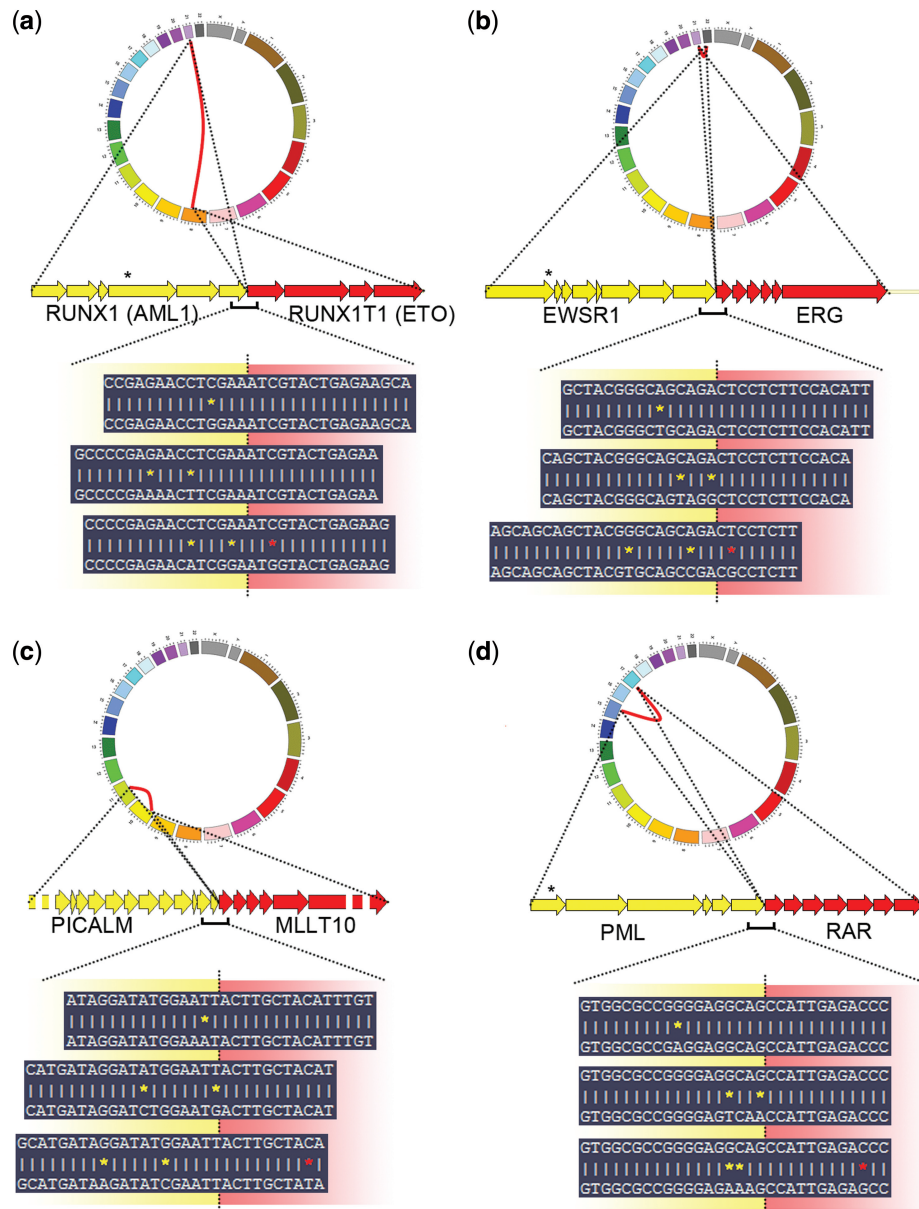 (a)
*
RUNX1 (AML1)
RUNX1T1 (ETO)
CCGAGAACCTCGAAATCGTACTGAGAAGCA
CCGAGAACCTGGAAATCGTACTGAGAAGCA
GCCCCGAGAACCTCGAAATCGTACTGAGAA
GCCCCGAAAACTTCGAAATCGTACTGAGAA
CCCCGAGAACCTCGAAATCGTACTGAGAAG
CCCCGAGAACATCGGAATGGTACTGAGAAG
(b)
*
EWSR1
ERG
GCTACGGGCAGCAGACTCCTCTTCCACATT
GCTACGGGCTGCAGACTCCTCTTCCACATT
CAGCTACGGGCAGCAGACTCCTCTTCCACA
CAGCTACGGGCAGTAGGCTCCTCTTCCACA
AGCAGCAGCTACGGGCAGCAGACTCCTCTT
AGCAGCAGCTACGTGCAGCCGACGCCTCTT
(c)
PICALM
MLLT10
ATAGGATATGGAATTACTTGCTACATTTGT
ATAGGATATGGAAATACTTGCTACATTTGT
CATGATAGGATATGGAATTACTTGCTACAT
CATGATAGGATCTGGAATGACTTGCTACAT
GCATGATAGGATATGGAATTACTTGCTACA
GCATGATAAGATATCGAATTACTTGCTATA
(d)
*
PML
RAR
GTGGCGCCGGGGAGGCAGCCATTGAGACCC
GTGGCGCCGAGGAGGCAGCCATTGAGACCC
GTGGCGCCGGGGAGGCAGCCATTGAGACCC
GTGGCGCCGGGGAGTCAACCATTGAGACCC
GTGGCGCCGGGGAGGCAGCCATTGAGACCC
GTGGCGCCGGGGAGAAAGCCATTGAGAGCC